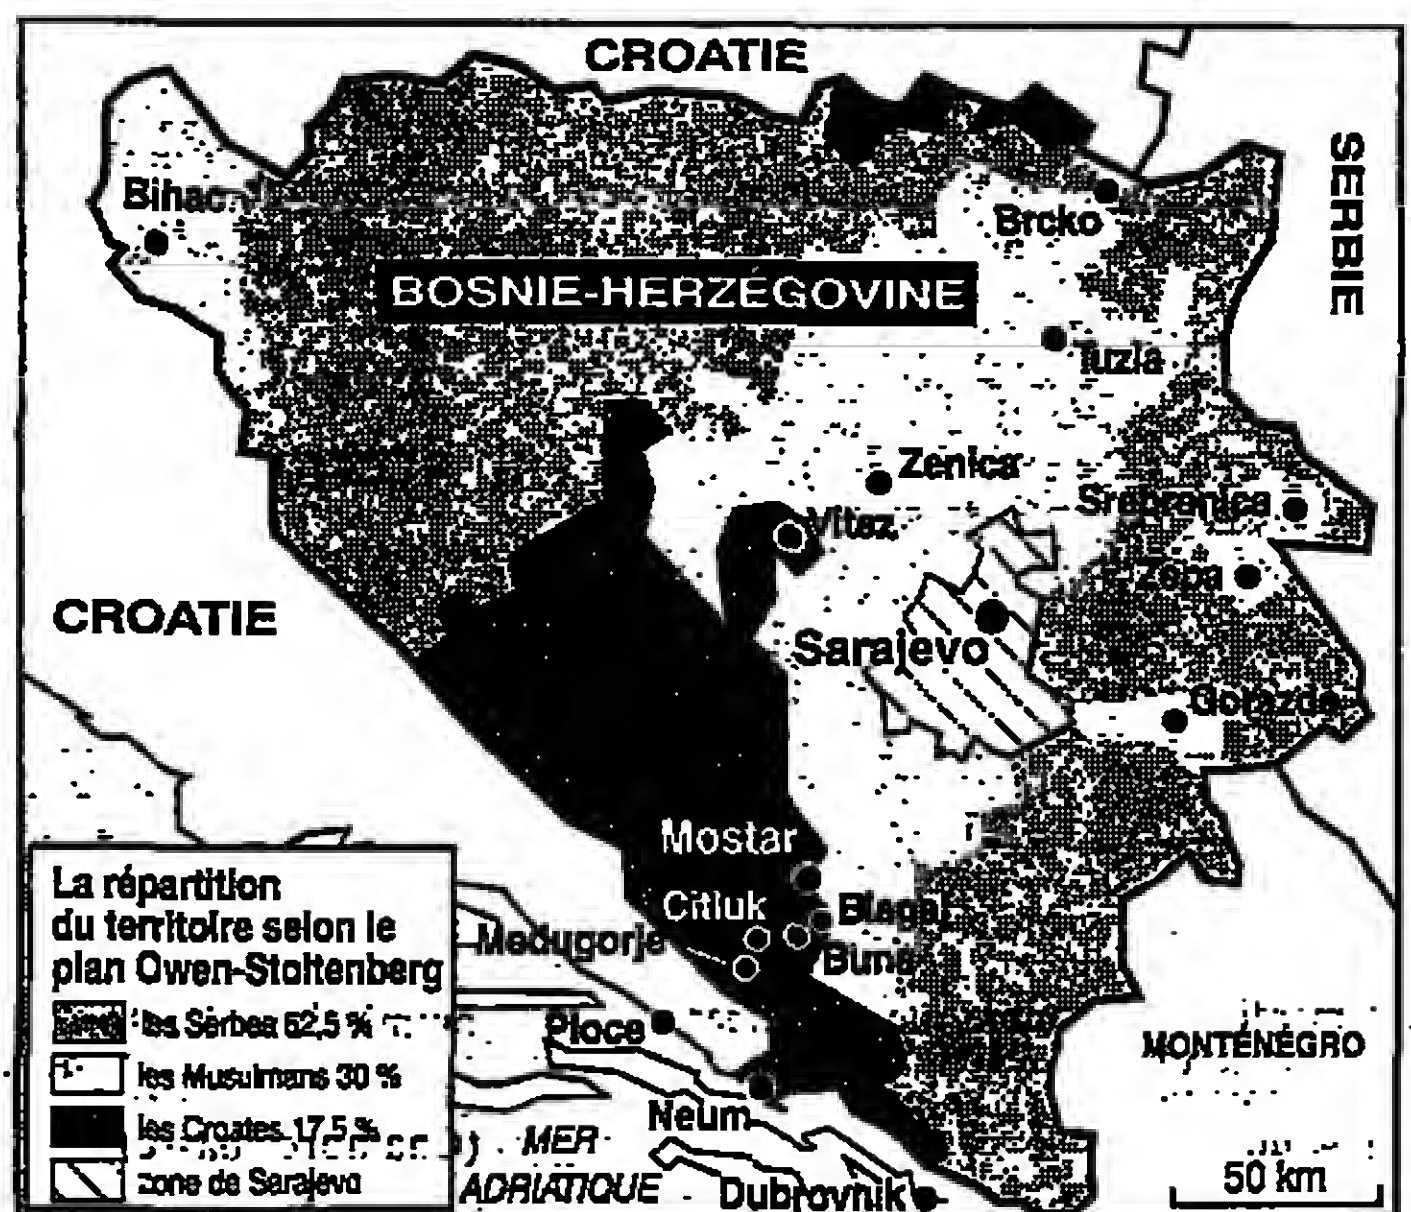 CROATIE
SERBIE
Bihac
Brcko
BOSNIE-HERZÉGOVINE
Tuzla
Zenica
Srebrenica
Vitez
Zepa
CROATIE
Sarajevo
Gorazde
Mostar
Citluk
Blagaj
Medugorje
Buna
Ploce
MONTÉNÉGRO
Neum
MER
ADRIATIQUE
Dubrovnik
50 km
La répartition
du territoire selon le
plan Owen-Stoltenberg
les Serbes 52,5 %
les Musulmans 30 %
les Croates 17,5 %
zone de Sarajevo